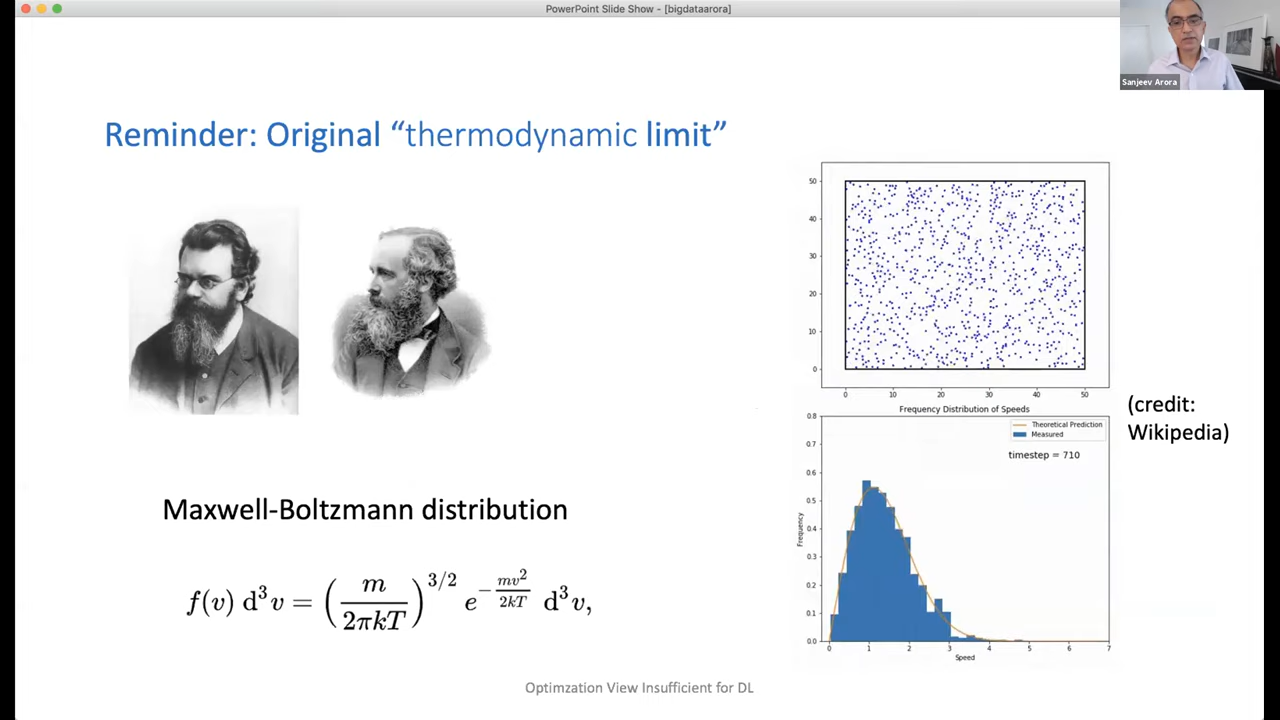 PowerPoint Slide Show - [bigdataarora]
Sanjeev Arora
Reminder: Original “thermodynamic limit”
50
40
30
20
10
0
0 10 20 30 40 50
(credit:
Wikipedia)
Frequency Distribution of Speeds
Theoretical Prediction
Measured
timestep = 710
0.8
0.7
0.6
0.5
0.4
0.3
0.2
0.1
0.0
Frequency
0 1 2 3 4 5 6 7
Speed
Maxwell-Boltzmann distribution
f(v) d³v = (m/2πkT)^{3/2} e^{-mv²/2kT} d³v,
Optimzation View Insufficient for DL